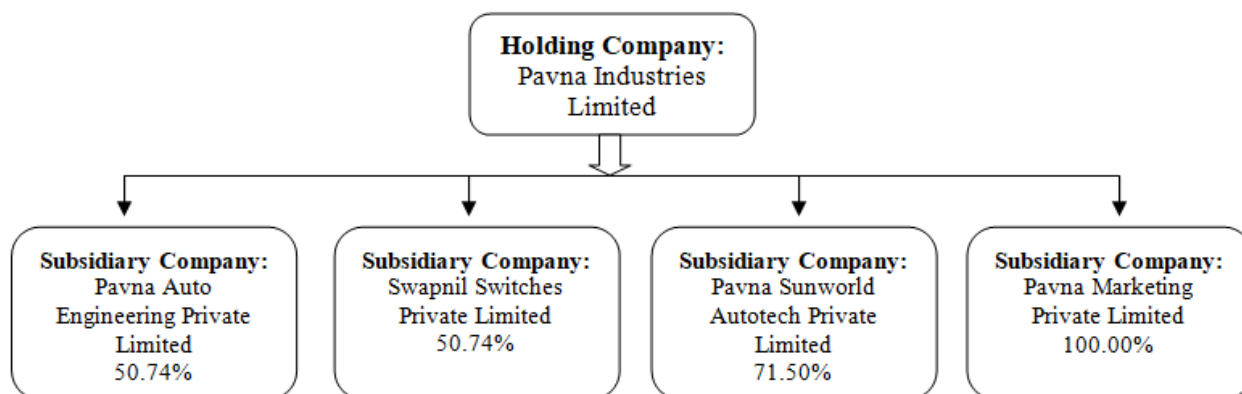 Holding Company:
Pavna Industries
Limited
Subsidiary Company:
Pavna Auto
Engineering Private
Limited
50.74%
Subsidiary Company:
Swapnil Switches
Private Limited
50.74%
Subsidiary Company:
Pavna Sunworld
Autotech Private
Limited
71.50%
Subsidiary Company:
Pavna Marketing
Private Limited
100.00%